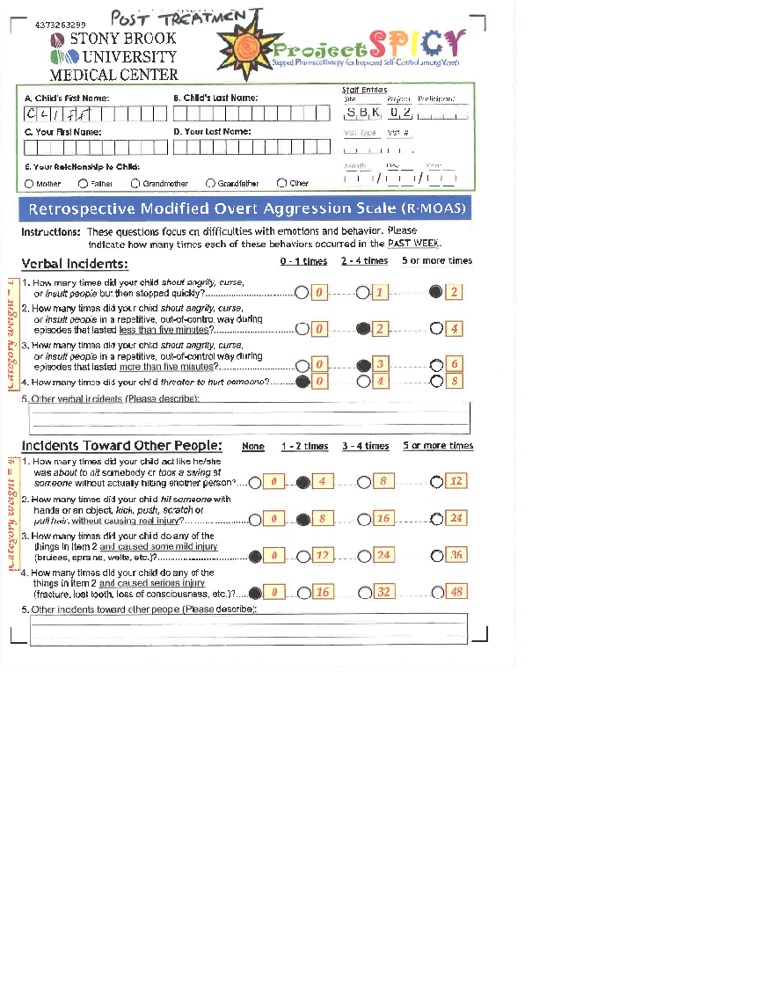 POST TREATMENT
4373263299
STONY BROOK
UNIVERSITY
MEDICAL CENTER
Project SPICY
Stepped Pharmacotherapy for Improved Self-Control among Youth
Staff Entries
A. Child's First Name: B. Child's Last Name: Site Project Participant
Cliff S B K 0 2
C. Your First Name: D. Your Last Name: Visit Type Visit #
E. Your Relationship to Child: Month Day Year
Mother Father Grandmother Grandfather Other / /
Retrospective Modified Overt Aggression Scale (R-MOAS)
Instructions: These questions focus on difficulties with emotions and behavior. Please
indicate how many times each of these behaviors occurred in the PAST WEEK.
Verbal Incidents: 0 - 1 times 2 - 4 times 5 or more times
Category weight = 1
1. How many times did your child shout angrily, curse,
or insult people but then stopped quickly?... 0 1 2
2. How many times did your child shout angrily, curse,
or insult people in a repetitive, out-of-control way during
episodes that lasted less than five minutes?... 0 2 4
3. How many times did your child shout angrily, curse,
or insult people in a repetitive, out-of-control way during
episodes that lasted more than five minutes?... 0 3 6
4. How many times did your child threaten to hurt someone?... 0 4 8
5. Other verbal incidents (Please describe):
Incidents Toward Other People: None 1 - 2 times 3 - 4 times 5 or more times
1. How many times did your child act like he/she
was about to hit somebody or took a swing at
someone without actually hitting another person?... 0 4 8 12
2. How many times did your child hit someone with
hands or an object, kick, push, scratch or
pull hair, without causing real injury?... 0 8 16 24
3. How many times did your child do any of the
things in item 2 and caused some mild injury
(bruises, sprains, welts, etc.)?... 0 12 24 36
4. How many times did your child do any of the
things in item 2 and caused serious injury
(fracture, lost tooth, loss of consciousness, etc.)?... 0 16 32 48
5. Other incidents toward other people (Please describe):